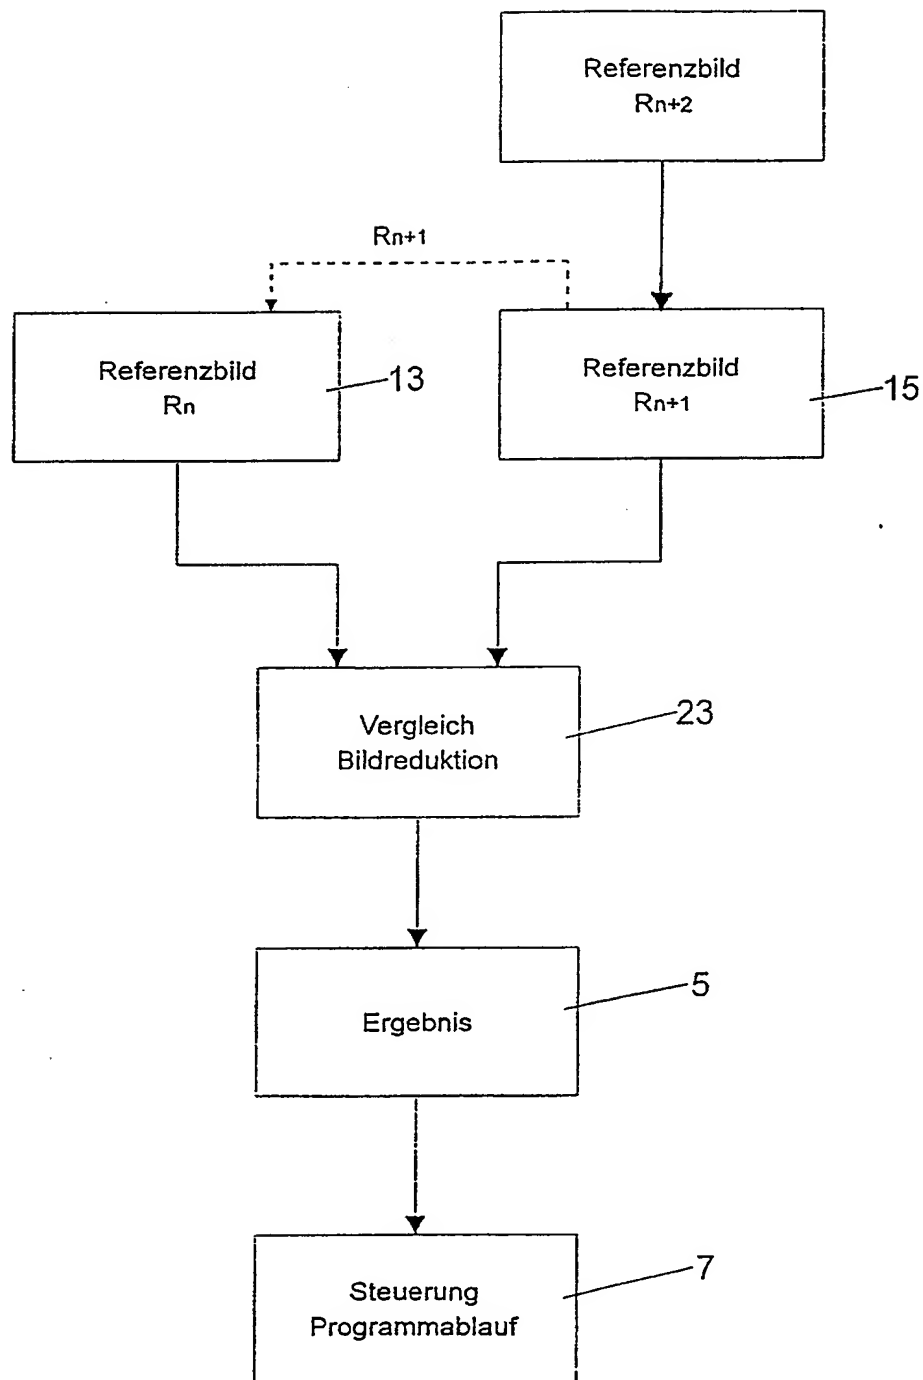 Referenzbild
Rn+2
Rn+1
Referenzbild
Rn
13
Referenzbild
Rn+1
15
Vergleich
Bildreduktion
23
Ergebnis
5
Steuerung
Programmablauf
7